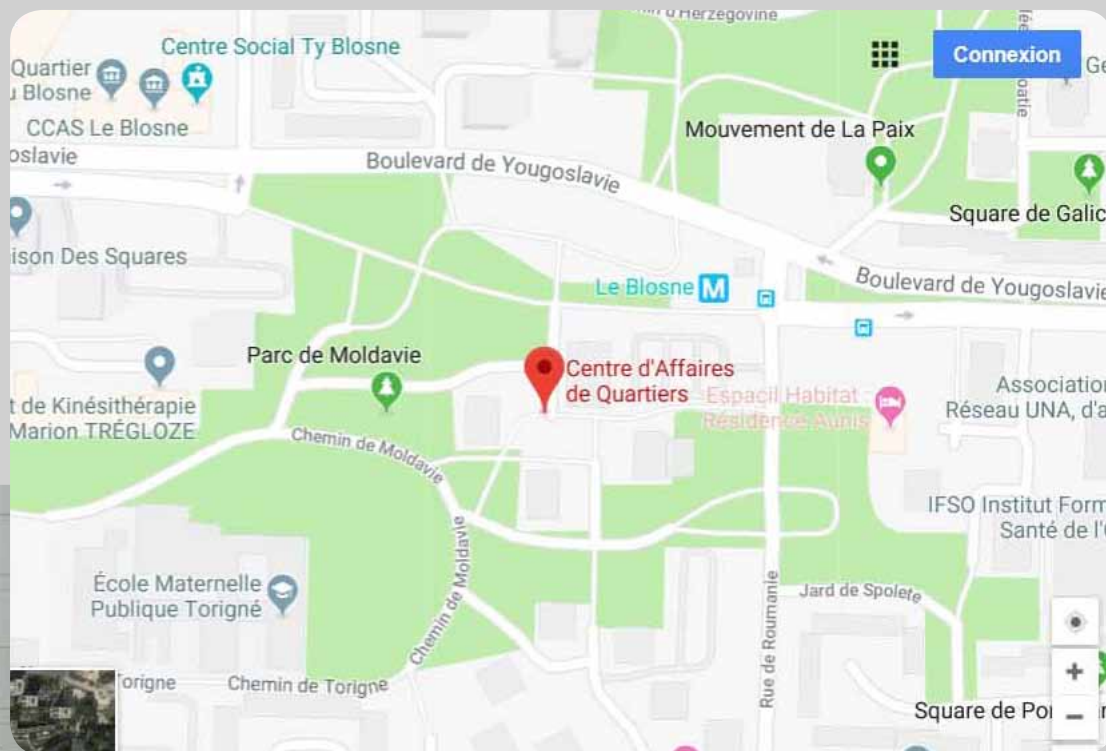 d'Herzegovine
Centre Social Ty Blosne
Connexion
Quartier
u Blosne
CCAS Le Blosne
Mouvement de La Paix
oslavie
Boulevard de Yougoslavie
Square de Galic
ison Des Squares
Le Blosne M
Boulevard de Yougoslavie
Parc de Moldavie
Centre d'Affaires
de Quartiers
Espacil Habitat :
Résidence Aunis
Association
Réseau UNA, d'a
t de Kinésithérapie
Marion TRÉGLOZE
Chemin de Moldavie
IFSO Institut Form
Santé de l'
École Maternelle
Publique Torigné
Chemin de Moldavie
Rue de Roumanie
Jard de Spolete
origne
Chemin de Torigne
Square de Por
+
−